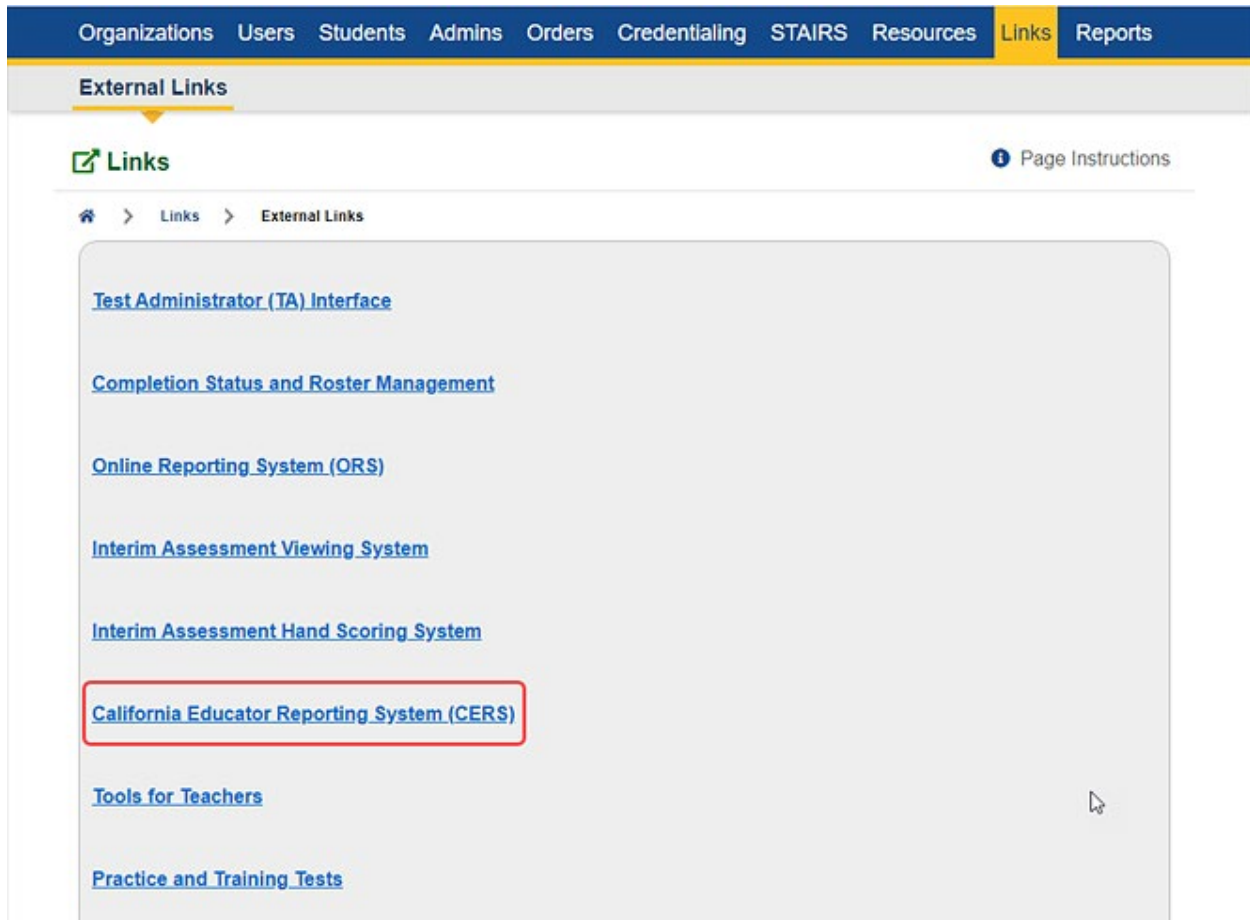 Organizations Users Students Admins Orders Credentialing STAIRS Resources Links Reports
External Links
Links
Page Instructions
Links > External Links
Test Administrator (TA) Interface
Completion Status and Roster Management
Online Reporting System (ORS)
Interim Assessment Viewing System
Interim Assessment Hand Scoring System
California Educator Reporting System (CERS)
Tools for Teachers
Practice and Training Tests